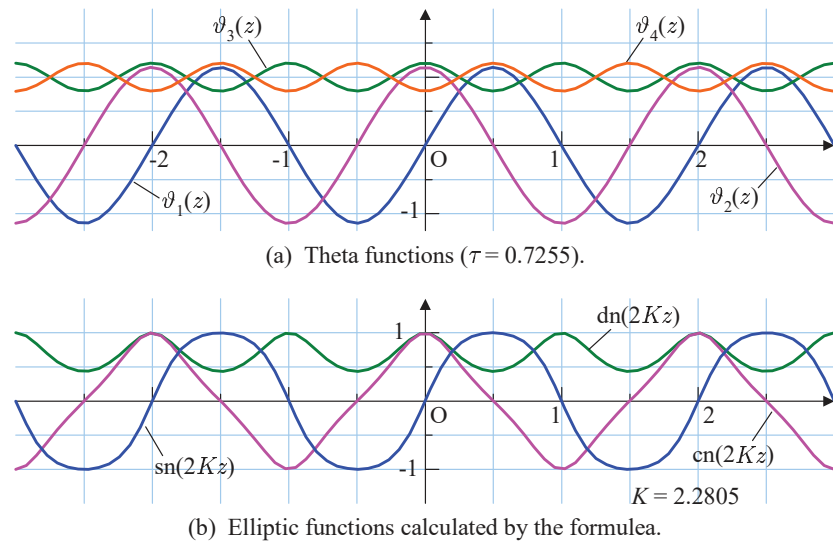 ϑ₃(z)
ϑ₄(z)
-2
-1
O
1
2
ϑ₁(z)
-1
ϑ₂(z)
(a) Theta functions (τ = 0.7255).
1
dn(2Kz)
O
1
2
sn(2Kz)
-1
cn(2Kz)
K = 2.2805
(b) Elliptic functions calculated by the formulea.